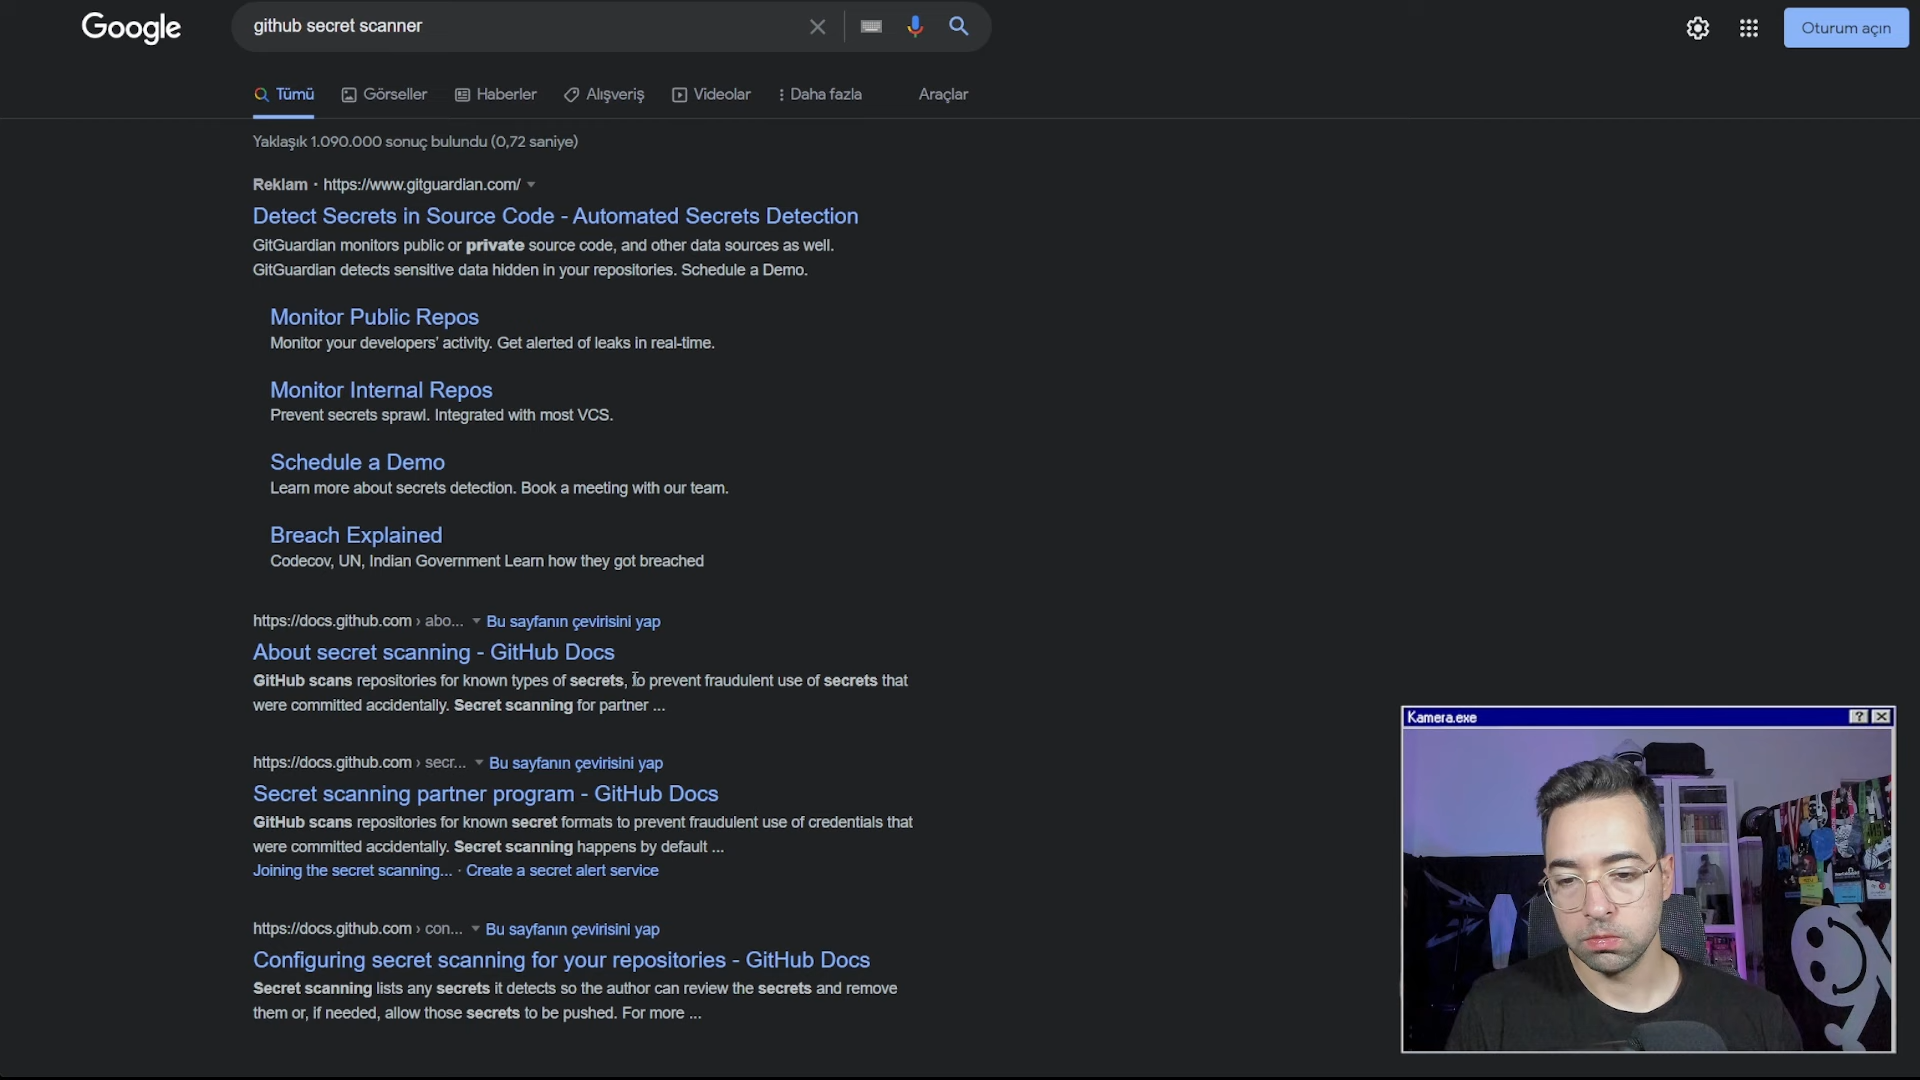 Google
github secret scanner
Oturum açın
Tümü
Görseller
Haberler
Alışveriş
Videolar
Daha fazla
Araçlar
Yaklaşık 1.090.000 sonuç bulundu (0,72 saniye)
Reklam · https://www.gitguardian.com/
Detect Secrets in Source Code - Automated Secrets Detection
GitGuardian monitors public or private source code, and other data sources as well.
GitGuardian detects sensitive data hidden in your repositories. Schedule a Demo.
Monitor Public Repos
Monitor your developers' activity. Get alerted of leaks in real-time.
Monitor Internal Repos
Prevent secrets sprawl. Integrated with most VCS.
Schedule a Demo
Learn more about secrets detection. Book a meeting with our team.
Breach Explained
Codecov, UN, Indian Government Learn how they got breached
https://docs.github.com › abo... Bu sayfanın çevirisini yap
About secret scanning - GitHub Docs
GitHub scans repositories for known types of secrets, to prevent fraudulent use of secrets that
were committed accidentally. Secret scanning for partner ...
https://docs.github.com › secr... Bu sayfanın çevirisini yap
Secret scanning partner program - GitHub Docs
GitHub scans repositories for known secret formats to prevent fraudulent use of credentials that
were committed accidentally. Secret scanning happens by default ...
Joining the secret scanning... · Create a secret alert service
https://docs.github.com › con... Bu sayfanın çevirisini yap
Configuring secret scanning for your repositories - GitHub Docs
Secret scanning lists any secrets it detects so the author can review the secrets and remove
them or, if needed, allow those secrets to be pushed. For more ...
Kamera.exe